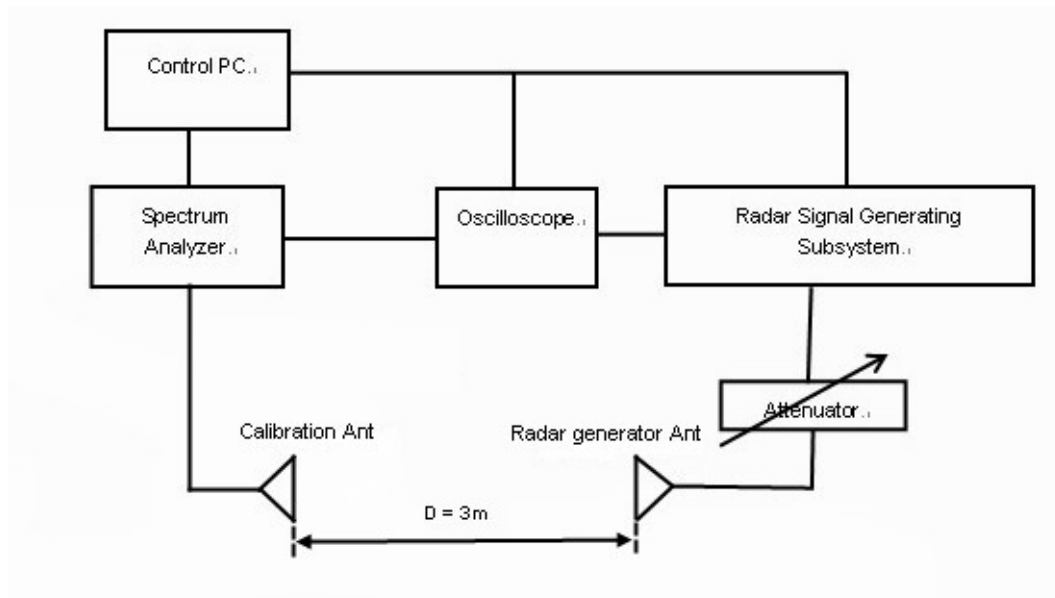 Control PC
Spectrum
Analyzer
Oscilloscope
Radar Signal Generating
Subsystem
Attenuator
Calibration Ant
Radar generator Ant
D = 3m